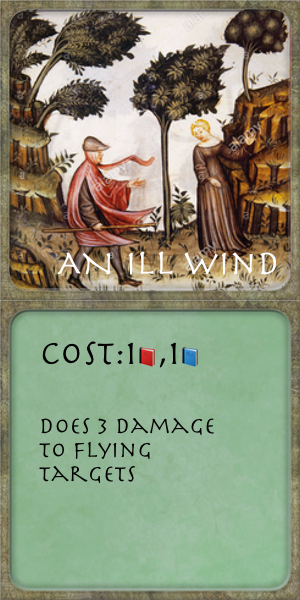 AN ILL WIND
COST:1📕,1📘
DOES 3 DAMAGE
TO FLYING
TARGETS